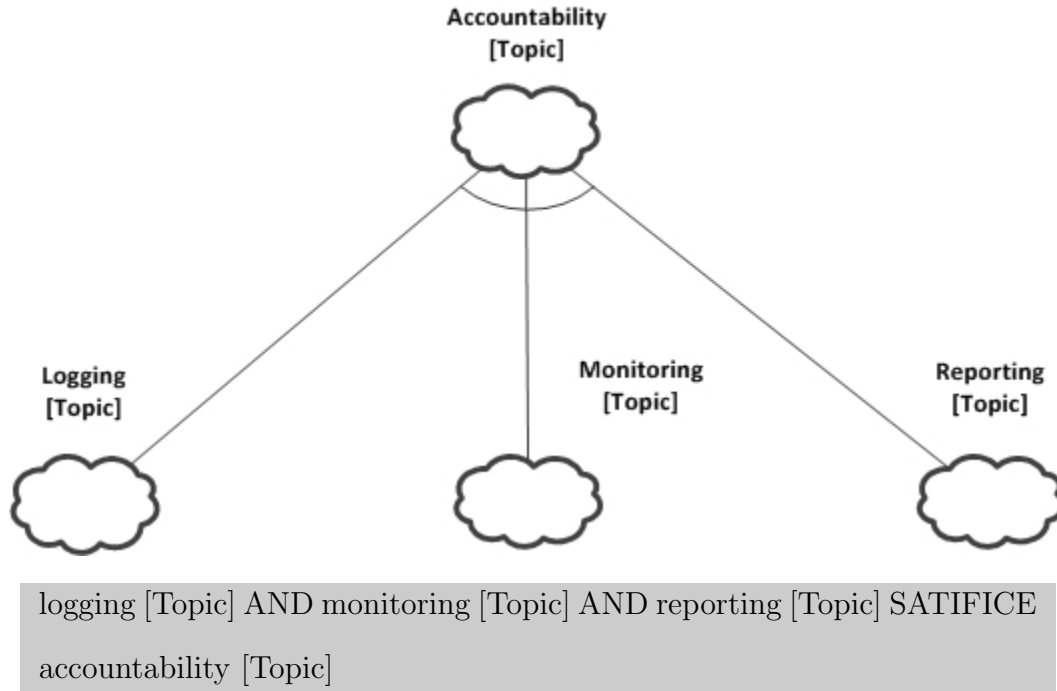 Accountability
[Topic]
Logging
[Topic]
Monitoring
[Topic]
Reporting
[Topic]
logging [Topic] AND monitoring [Topic] AND reporting [Topic] SATIFICE
accountability [Topic]